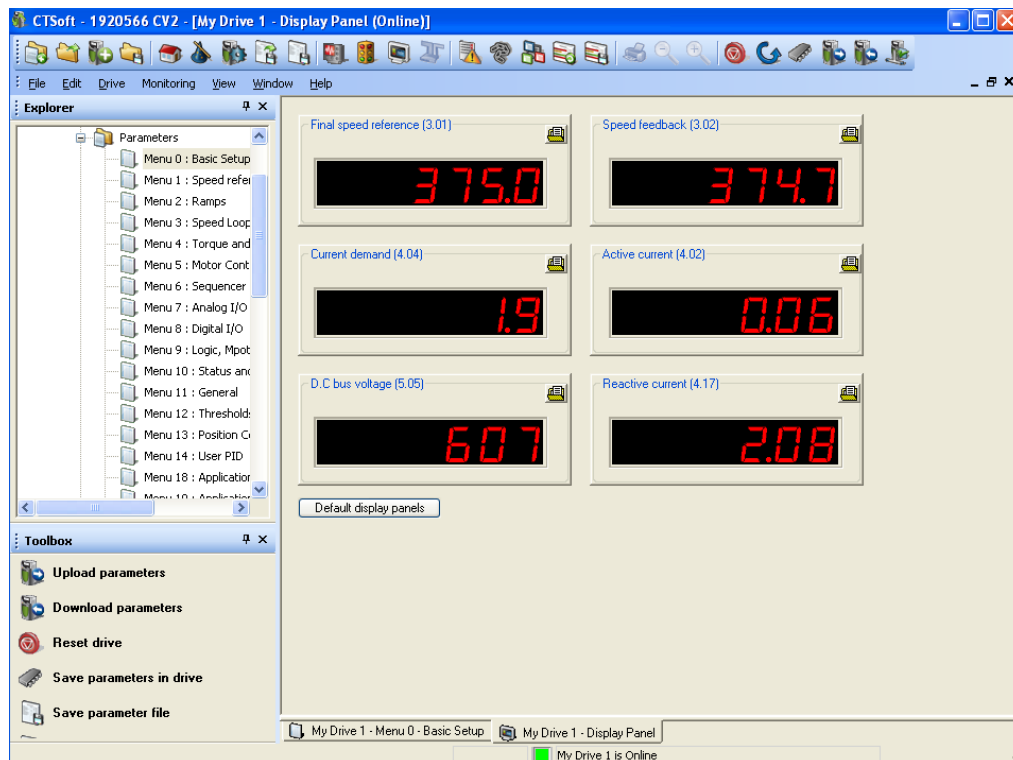 CTSoft - 1920566 CV2 - [My Drive 1 - Display Panel (Online)]
File Edit Drive Monitoring View Window Help
Explorer
Parameters
Menu 0 : Basic Setup
Menu 1 : Speed refer
Menu 2 : Ramps
Menu 3 : Speed Loop
Menu 4 : Torque and
Menu 5 : Motor Cont
Menu 6 : Sequencer
Menu 7 : Analog I/O
Menu 8 : Digital I/O
Menu 9 : Logic, Mpot
Menu 10 : Status and
Menu 11 : General
Menu 12 : Threshold
Menu 13 : Position C
Menu 14 : User PID
Menu 18 : Application
Menu 19 : Application
Toolbox
Upload parameters
Download parameters
Reset drive
Save parameters in drive
Save parameter file
Final speed reference (3.01)
375.0
Speed feedback (3.02)
374.7
Current demand (4.04)
1.9
Active current (4.02)
0.06
D.C bus voltage (5.05)
607
Reactive current (4.17)
2.08
Default display panels
My Drive 1 - Menu 0 - Basic Setup
My Drive 1 - Display Panel
My Drive 1 is Online